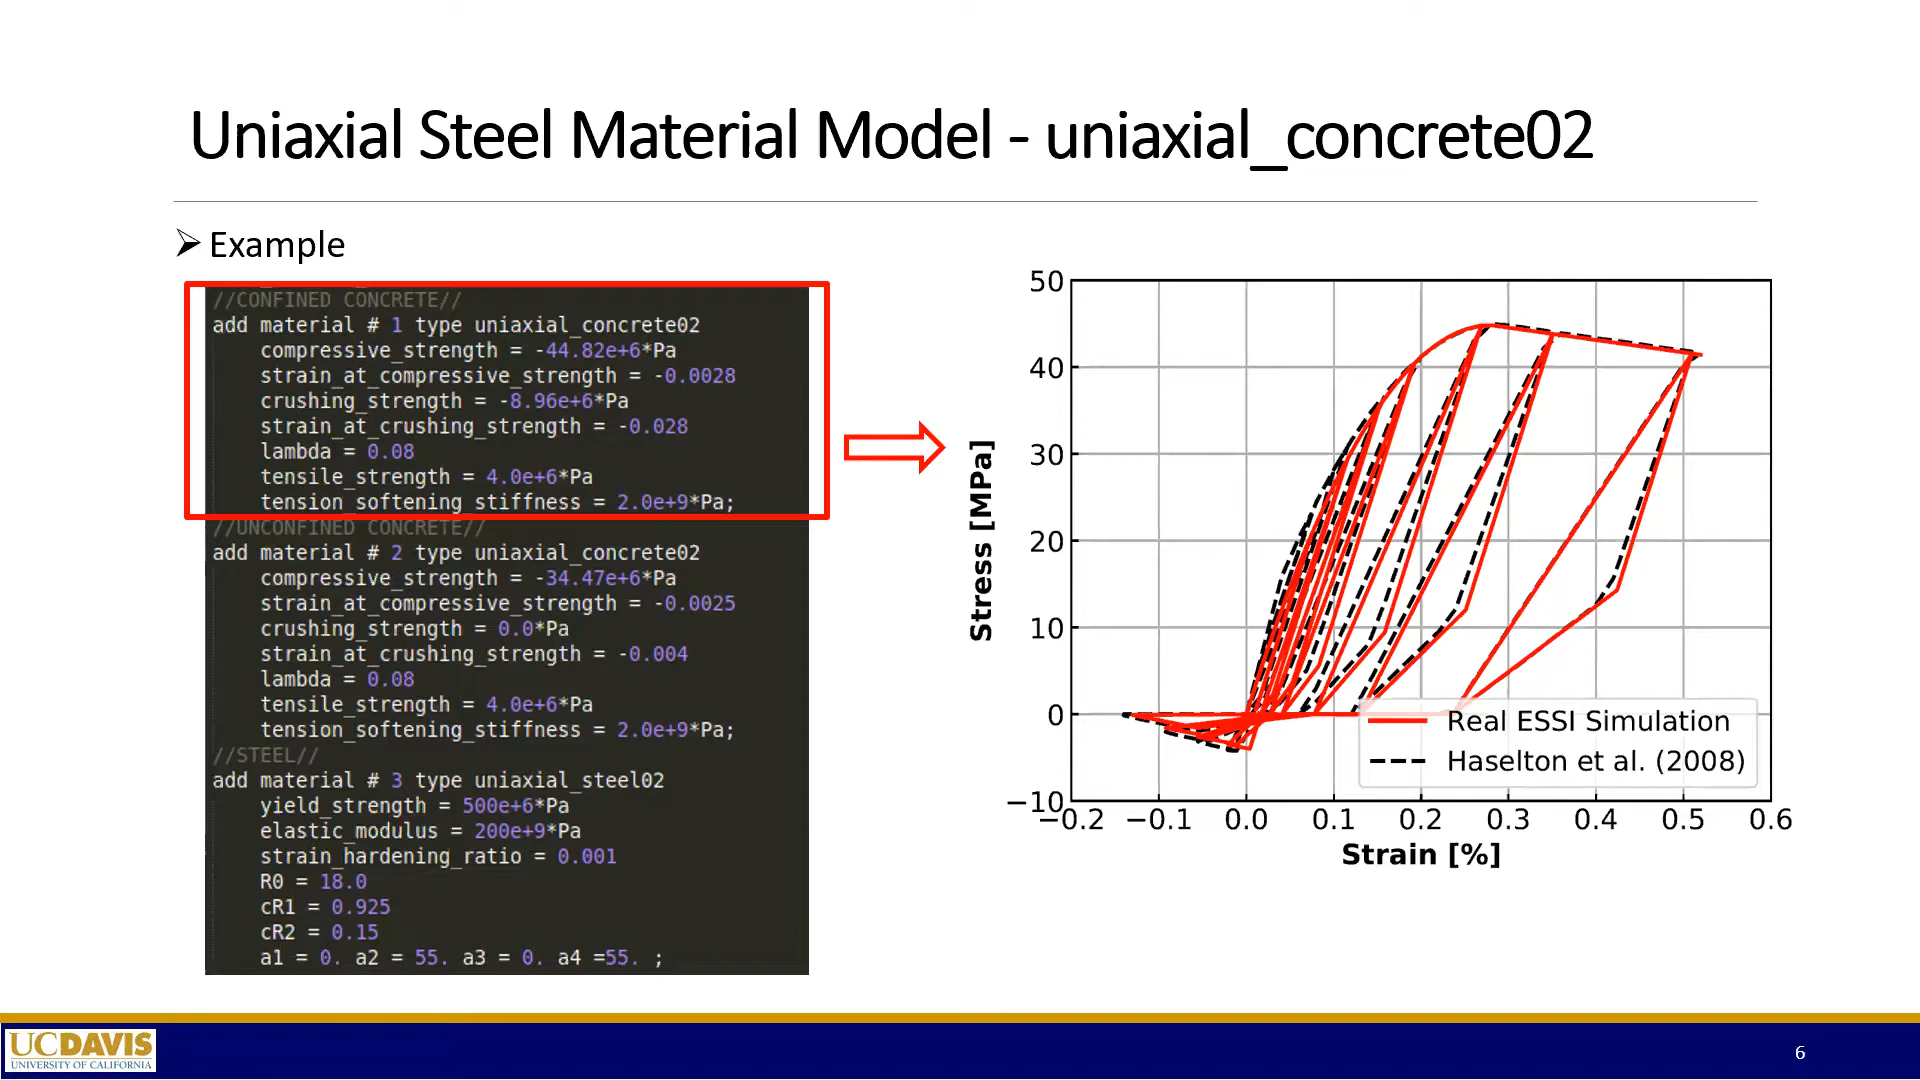 Uniaxial Steel Material Model - uniaxial_concrete02
Example
//CONFINED CONCRETE//
add material # 1 type uniaxial_concrete02
compressive_strength = -44.82e+6*Pa
strain_at_compressive_strength = -0.0028
crushing_strength = -8.96e+6*Pa
strain_at_crushing_strength = -0.028
lambda = 0.08
tensile_strength = 4.0e+6*Pa
tension_softening_stiffness = 2.0e+9*Pa;
//UNCONFINED CONCRETE//
add material # 2 type uniaxial_concrete02
compressive_strength = -34.47e+6*Pa
strain_at_compressive_strength = -0.0025
crushing_strength = 0.0*Pa
strain_at_crushing_strength = -0.004
lambda = 0.08
tensile_strength = 4.0e+6*Pa
tension_softening_stiffness = 2.0e+9*Pa;
//STEEL//
add material # 3 type uniaxial_steel02
yield_strength = 500e+6*Pa
elastic_modulus = 200e+9*Pa
strain_hardening_ratio = 0.001
R0 = 18.0
cR1 = 0.925
cR2 = 0.15
a1 = 0. a2 = 55. a3 = 0. a4 =55. ;
50
40
30
20
10
0
−10
Stress [MPa]
Real ESSI Simulation
Haselton et al. (2008)
−0.2 −0.1 0.0 0.1 0.2 0.3 0.4 0.5 0.6
Strain [%]
UCDAVIS
UNIVERSITY OF CALIFORNIA
6